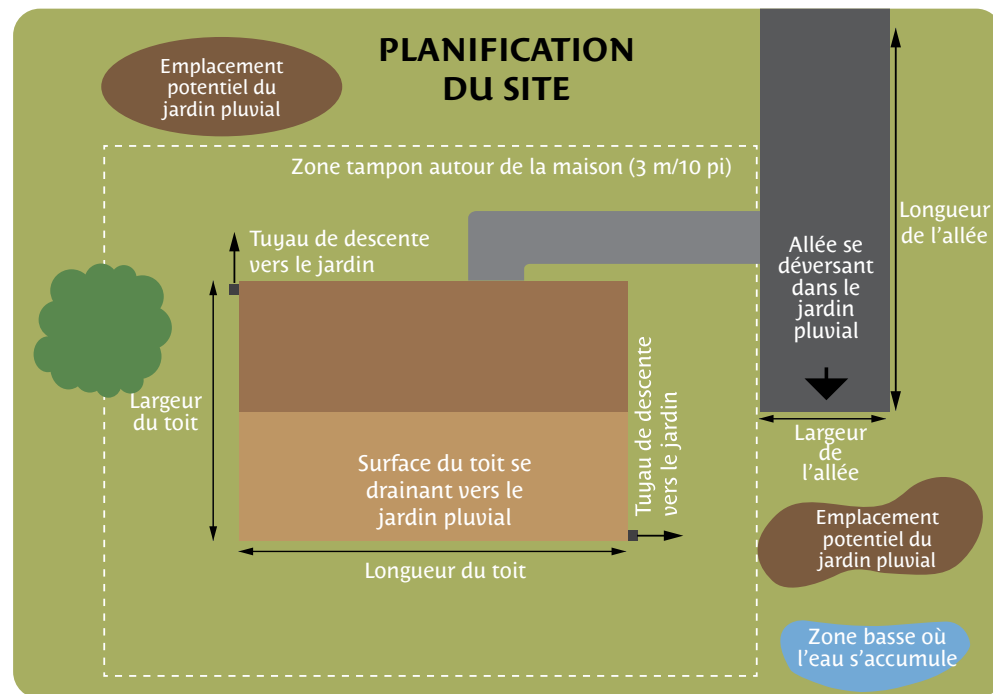 PLANIFICATION
DU SITE
Emplacement
potentiel du
jardin pluvial
Zone tampon autour de la maison (3 m/10 pi)
Tuyau de descente
vers le jardin
Longueur
de l'allée
Allée se
déversant
dans le
jardin
pluvial
Largeur
du toit
Tuyau de descente
vers le jardin
Largeur
de
l'allée
Surface du toit se
drainant vers le
jardin pluvial
Longueur du toit
Emplacement
potentiel du
jardin pluvial
Zone basse où
l'eau s'accumule